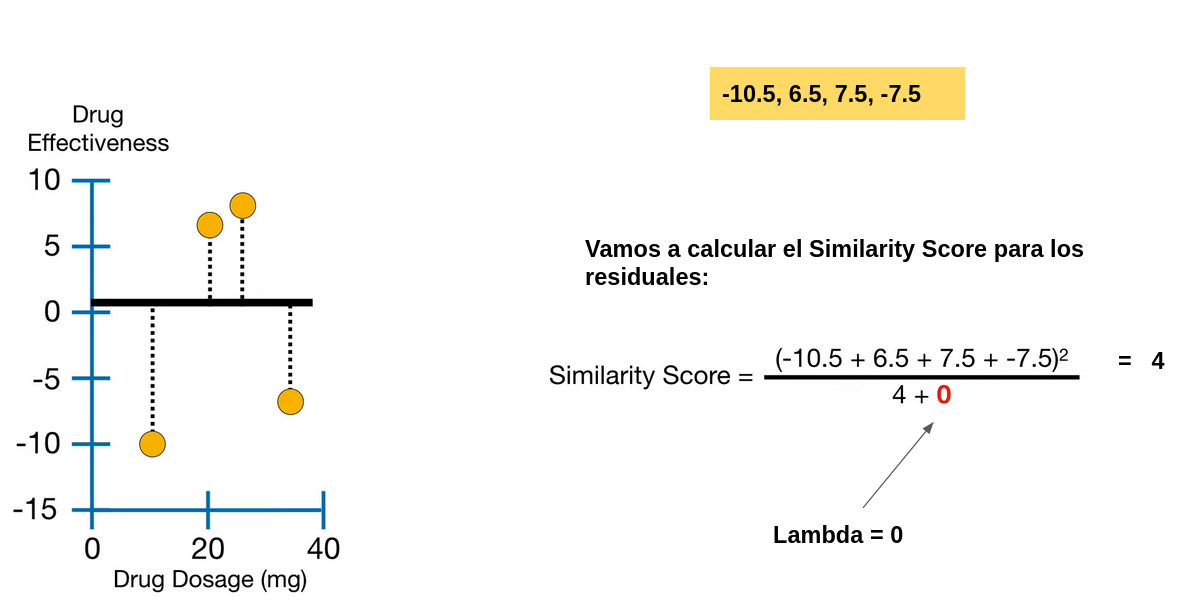 -10.5, 6.5, 7.5, -7.5
Drug
Effectiveness
10
5
0
-5
-10
-15
0 20 40
Drug Dosage (mg)
Vamos a calcular el Similarity Score para los
residuales:
(-10.5 + 6.5 + 7.5 + -7.5)²
Similarity Score = = 4
4 + 0
Lambda = 0